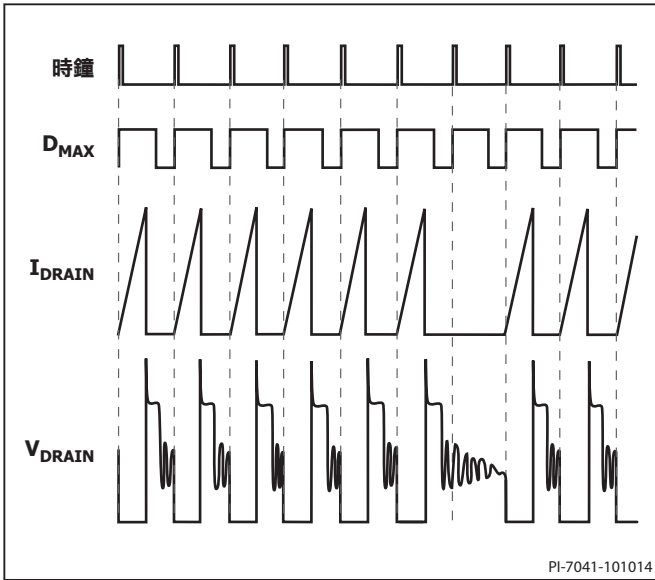 時鐘
DMAX
IDRAIN
VDRAIN
PI-7041-101014